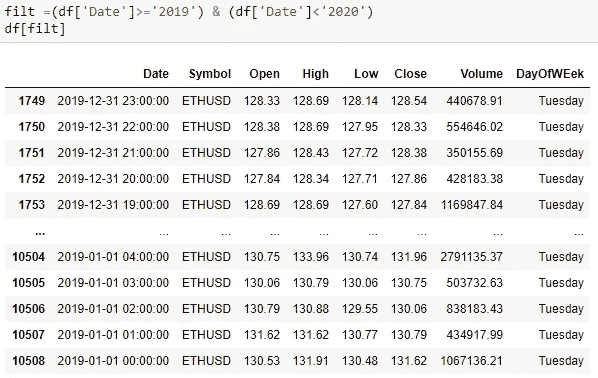 filt =(df['Date']>='2019') & (df['Date']<'2020')
df[filt]
Date Symbol Open High Low Close Volume DayOfWEek
1749 2019-12-31 23:00:00 ETHUSD 128.33 128.69 128.14 128.54 440678.91 Tuesday
1750 2019-12-31 22:00:00 ETHUSD 128.38 128.69 127.95 128.33 554646.02 Tuesday
1751 2019-12-31 21:00:00 ETHUSD 127.86 128.43 127.72 128.38 350155.69 Tuesday
1752 2019-12-31 20:00:00 ETHUSD 127.84 128.34 127.71 127.86 428183.38 Tuesday
1753 2019-12-31 19:00:00 ETHUSD 128.69 128.69 127.60 127.84 1169847.84 Tuesday
... ... ... ... ... ... ... ... ...
10504 2019-01-01 04:00:00 ETHUSD 130.75 133.96 130.74 131.96 2791135.37 Tuesday
10505 2019-01-01 03:00:00 ETHUSD 130.06 130.79 130.06 130.75 503732.63 Tuesday
10506 2019-01-01 02:00:00 ETHUSD 130.79 130.88 129.55 130.06 838183.43 Tuesday
10507 2019-01-01 01:00:00 ETHUSD 131.62 131.62 130.77 130.79 434917.99 Tuesday
10508 2019-01-01 00:00:00 ETHUSD 130.53 131.91 130.48 131.62 1067136.21 Tuesday